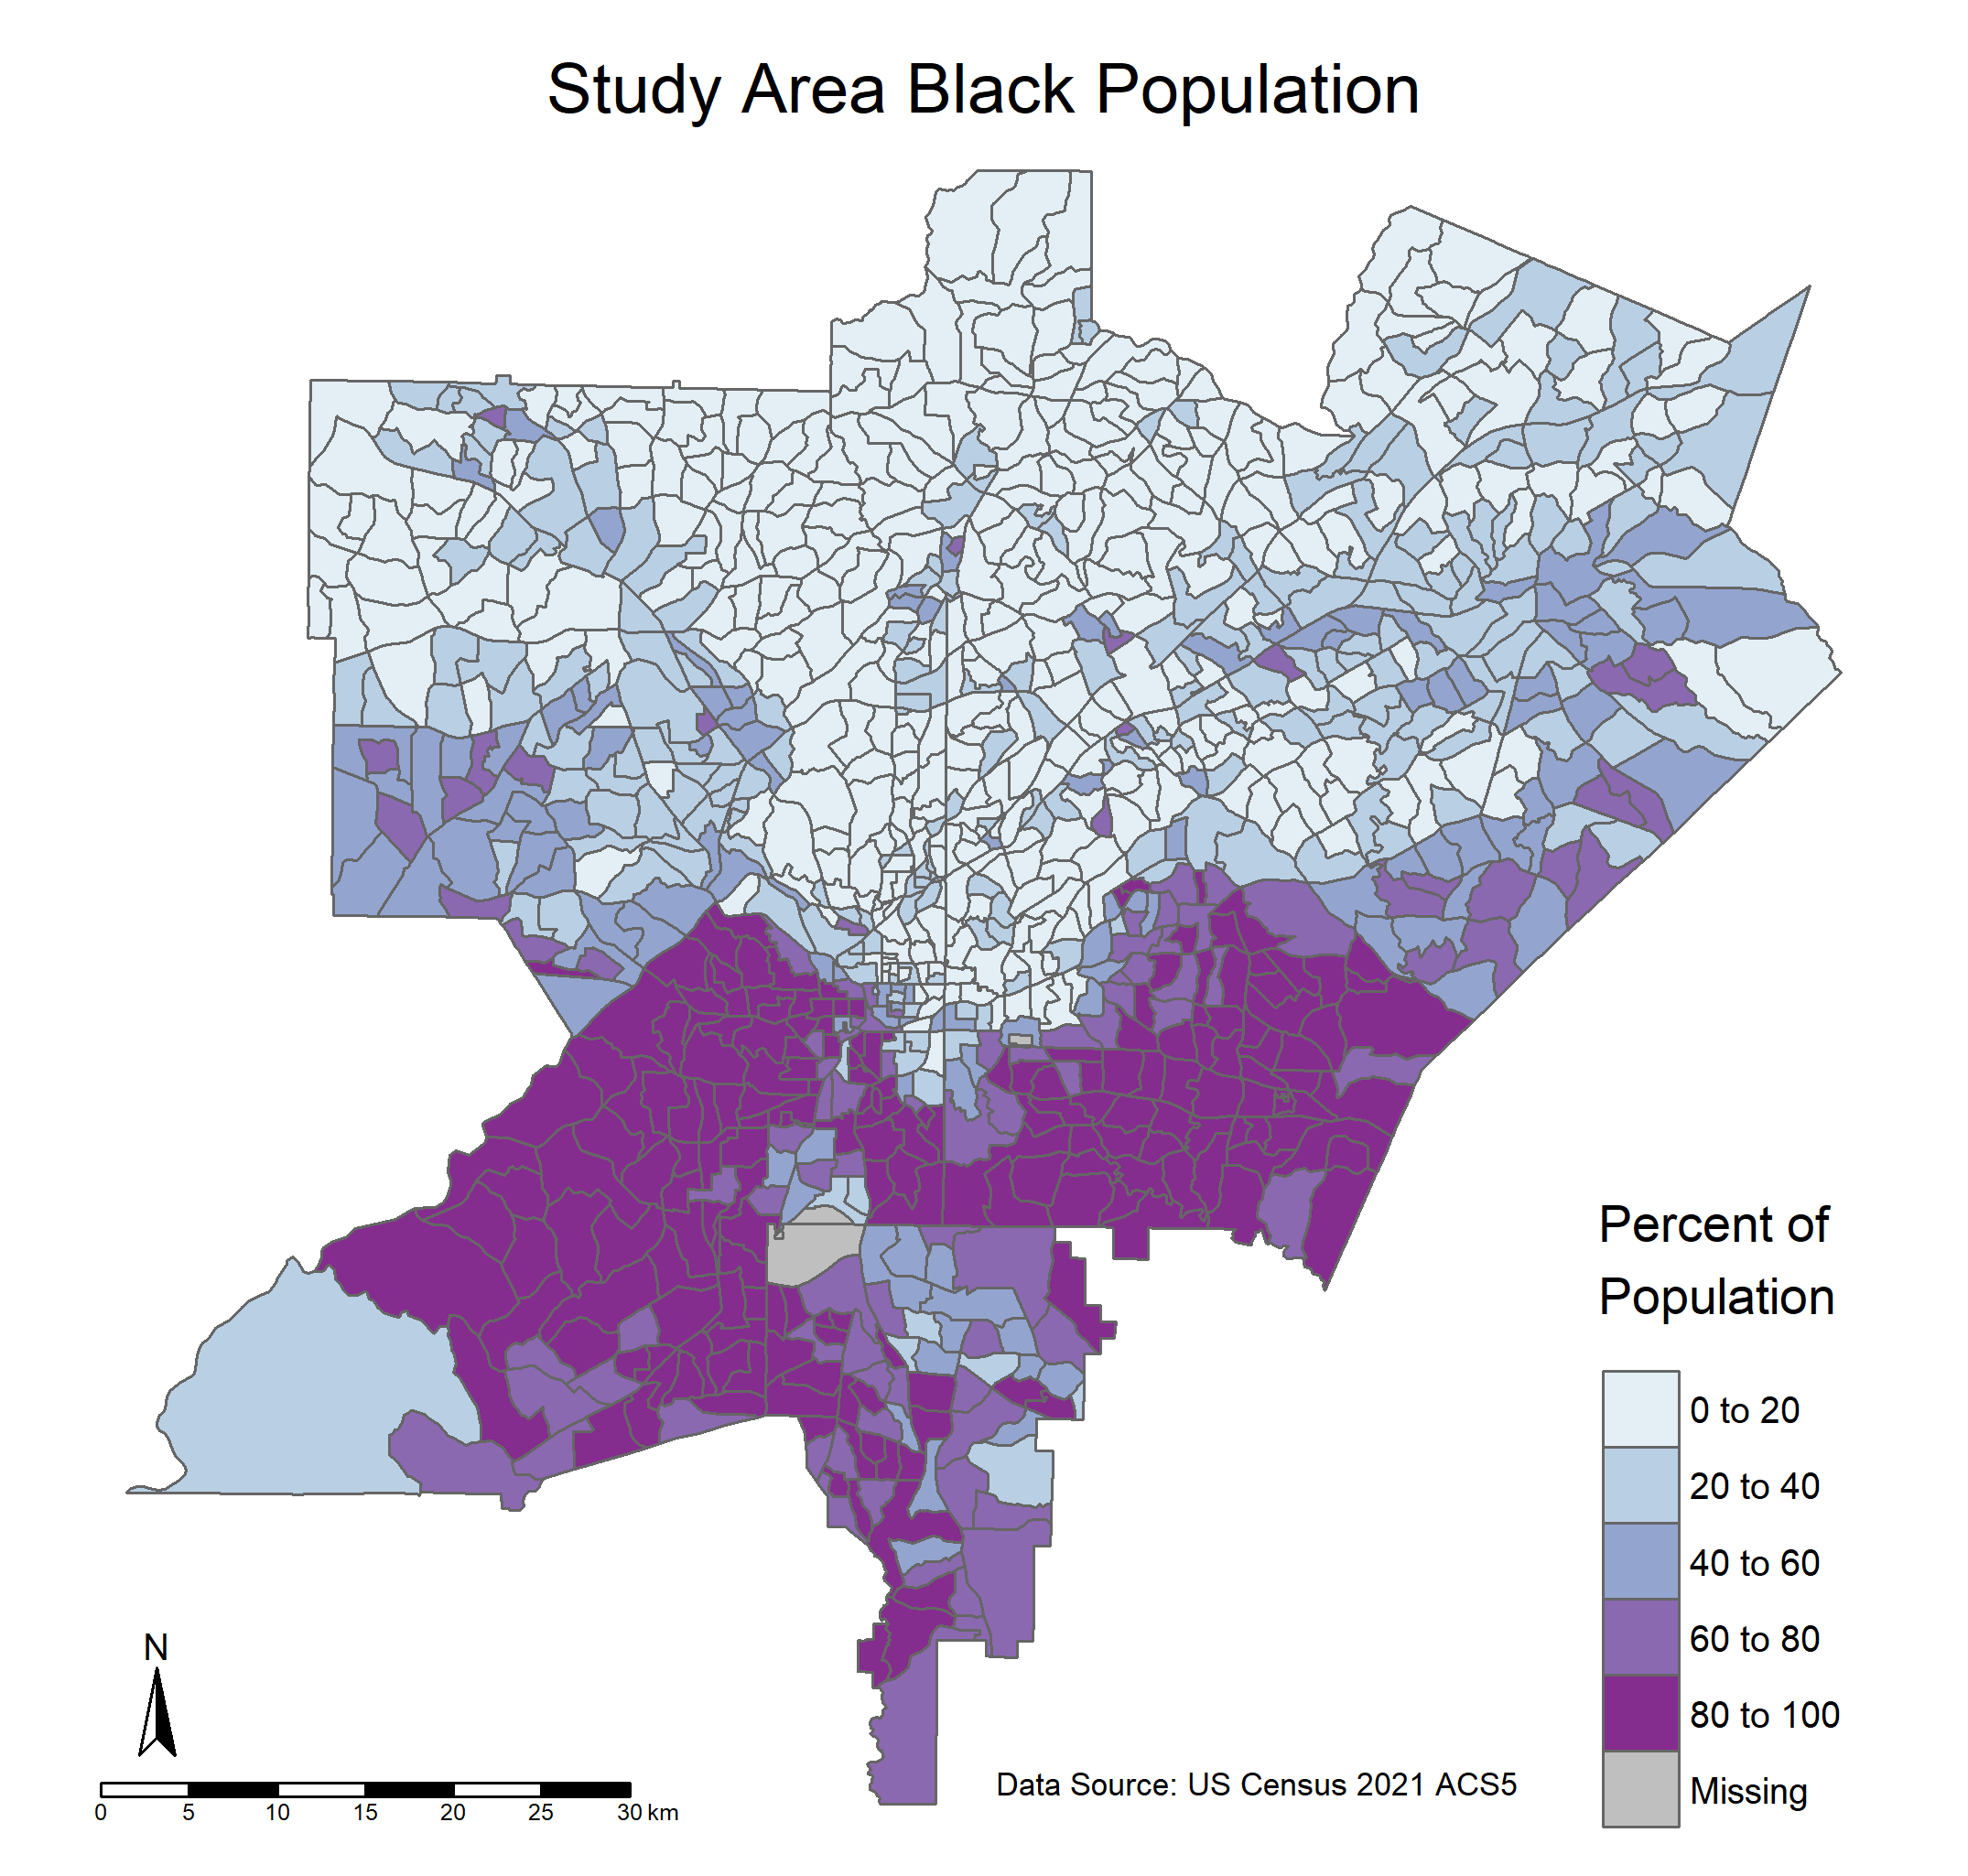 Study Area Black Population
Percent of
Population
0 to 20
20 to 40
40 to 60
60 to 80
80 to 100
Missing
N
0 5 10 15 20 25 30 km
Data Source: US Census 2021 ACS5